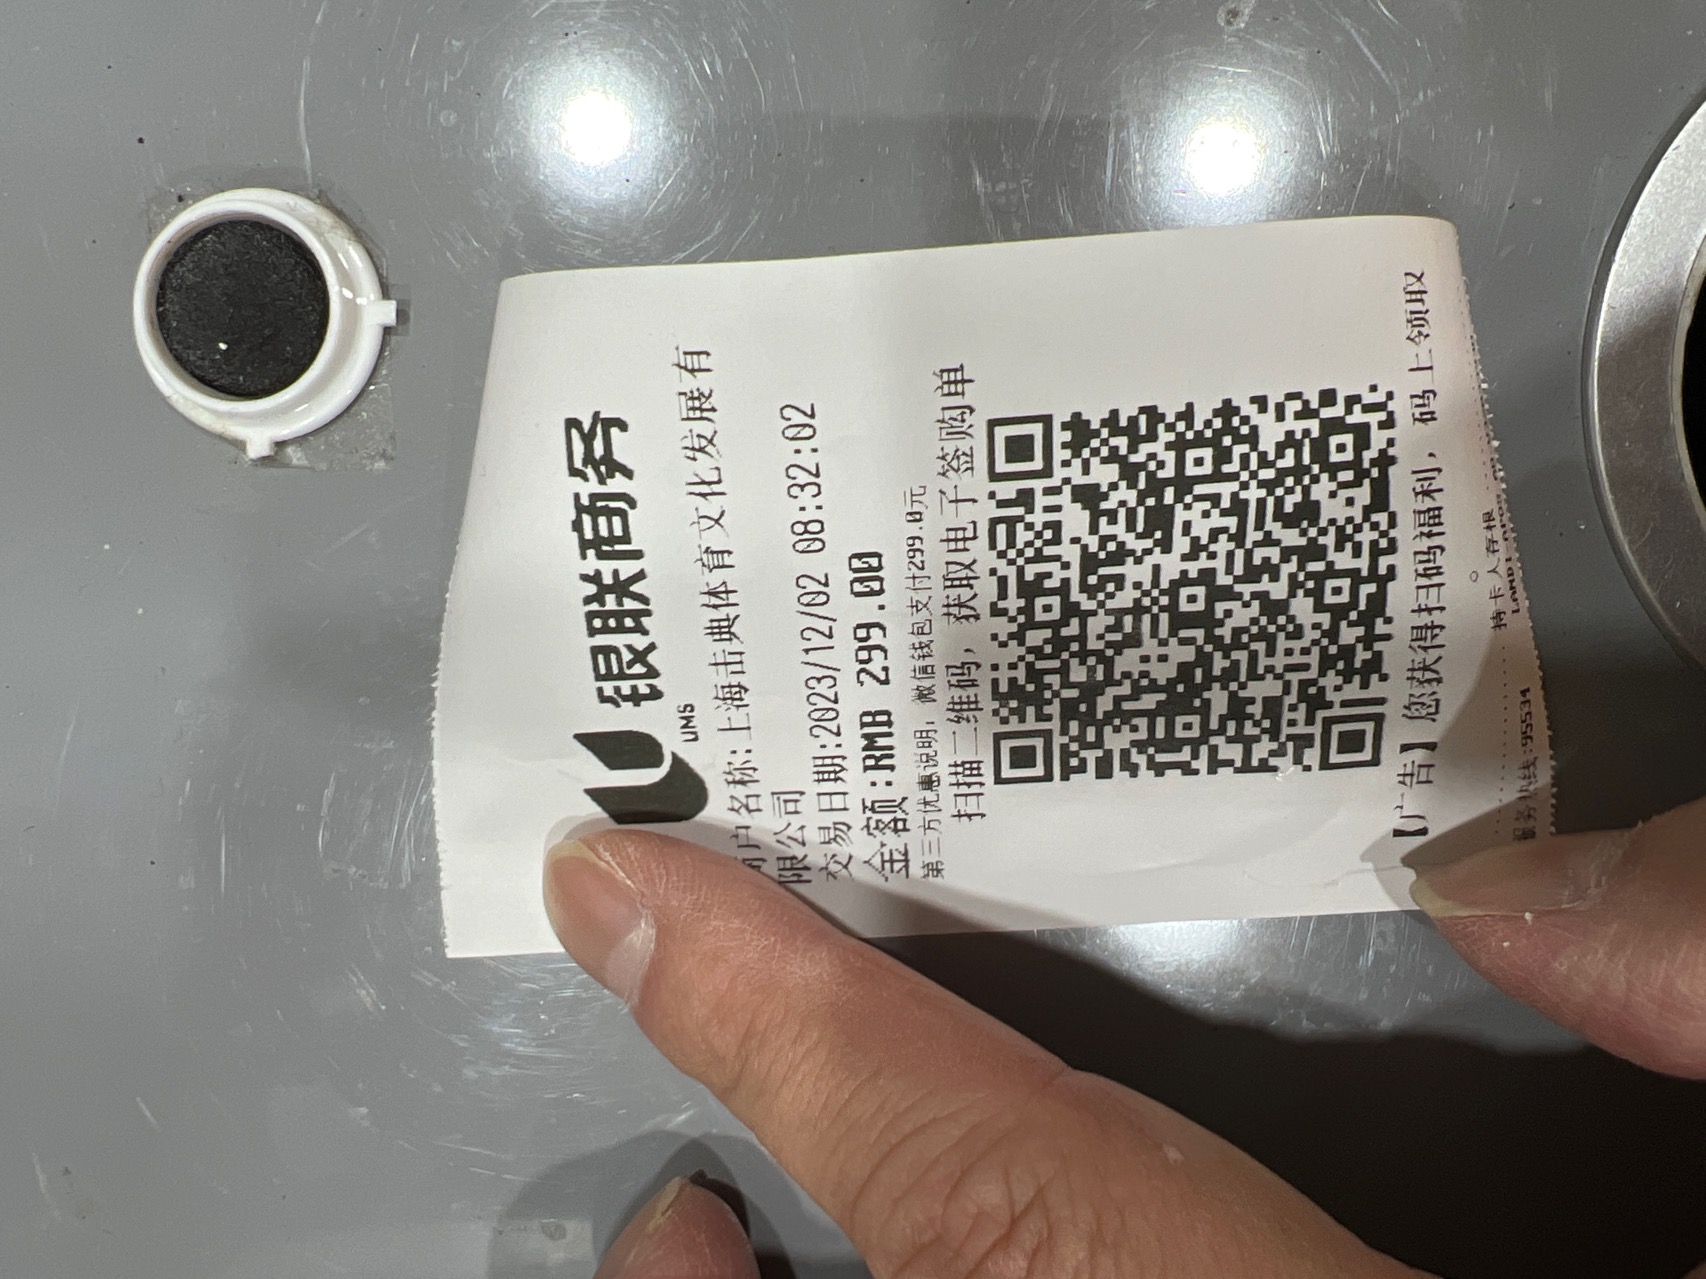 银联商务
UMS
商户名称:上海击典体育文化发展有
限公司
交易日期:2023/12/02 08:32:02
金额:RMB 299.00
第三方优惠说明: 微信钱包支付299.0元
扫描二维码, 获取电子签购单
【广告】您获得扫码福利, 码上领取
。
持卡人存根
服务热线:95534